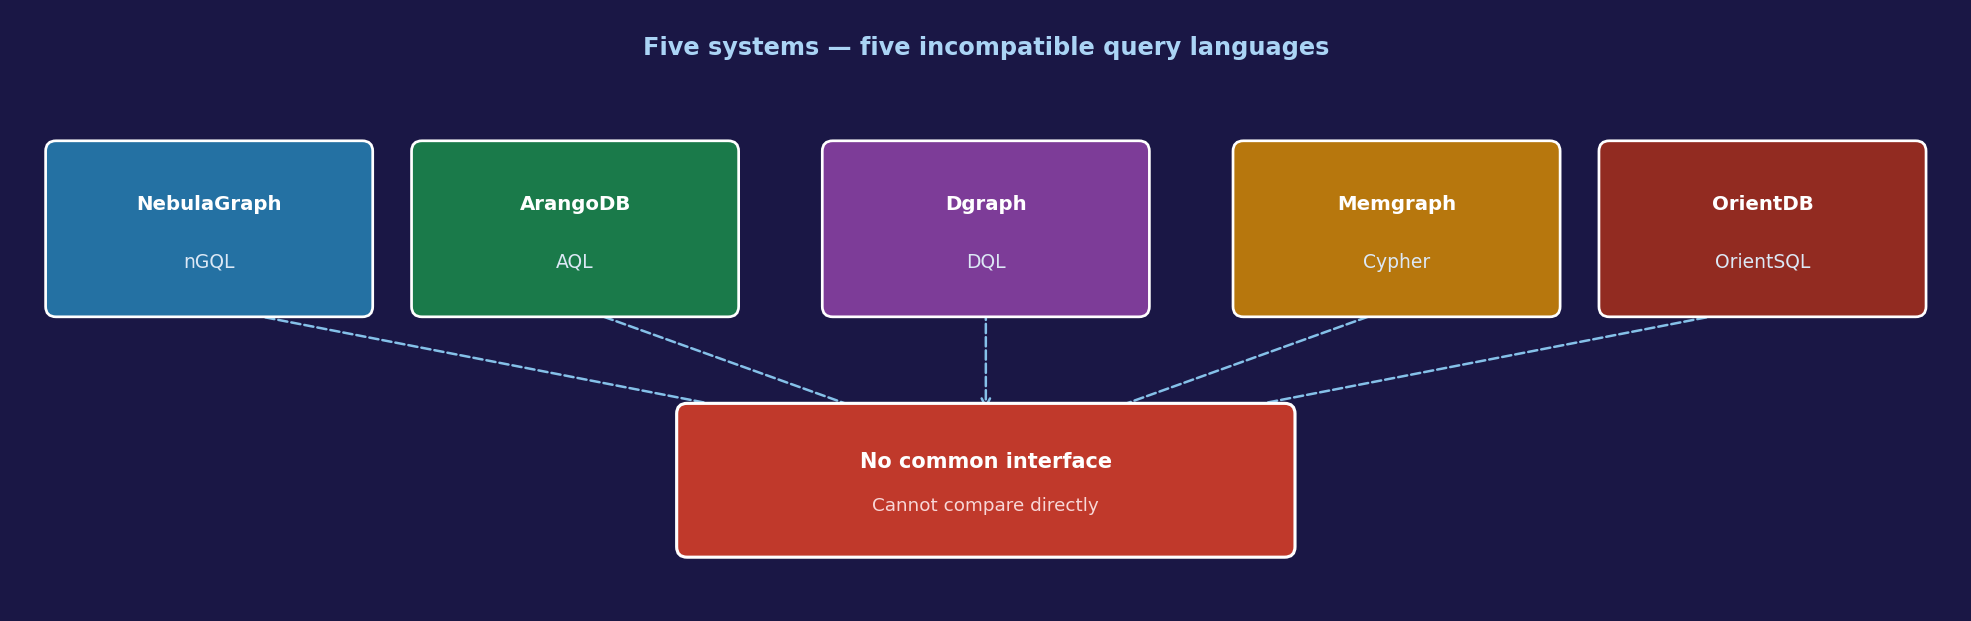 Five systems — five incompatible query languages
NebulaGraph
nGQL
ArangoDB
AQL
Dgraph
DQL
Memgraph
Cypher
OrientDB
OrientSQL
No common interface
Cannot compare directly